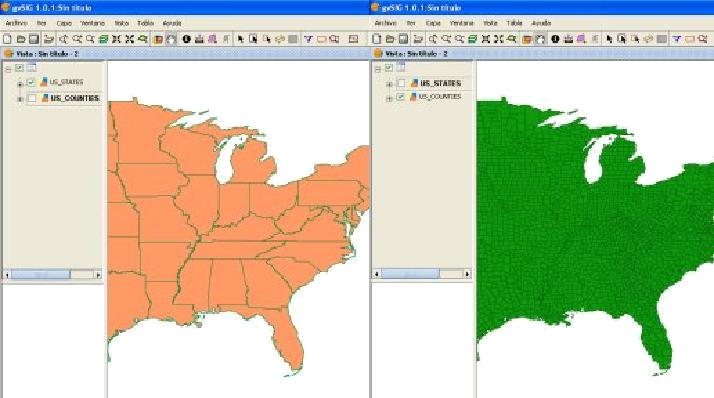 gvSIG 1.0.1:Sin título
Archivo Ver Capa Ventana Vista Tabla Ayuda
Vista : Sin título - 2
US_STATES
US_COUNTIES
gvSIG 1.0.1:Sin título
Archivo Ver Capa Ventana Vista Tabla Ayuda
Vista : Sin título - 2
US_STATES
US_COUNTIES